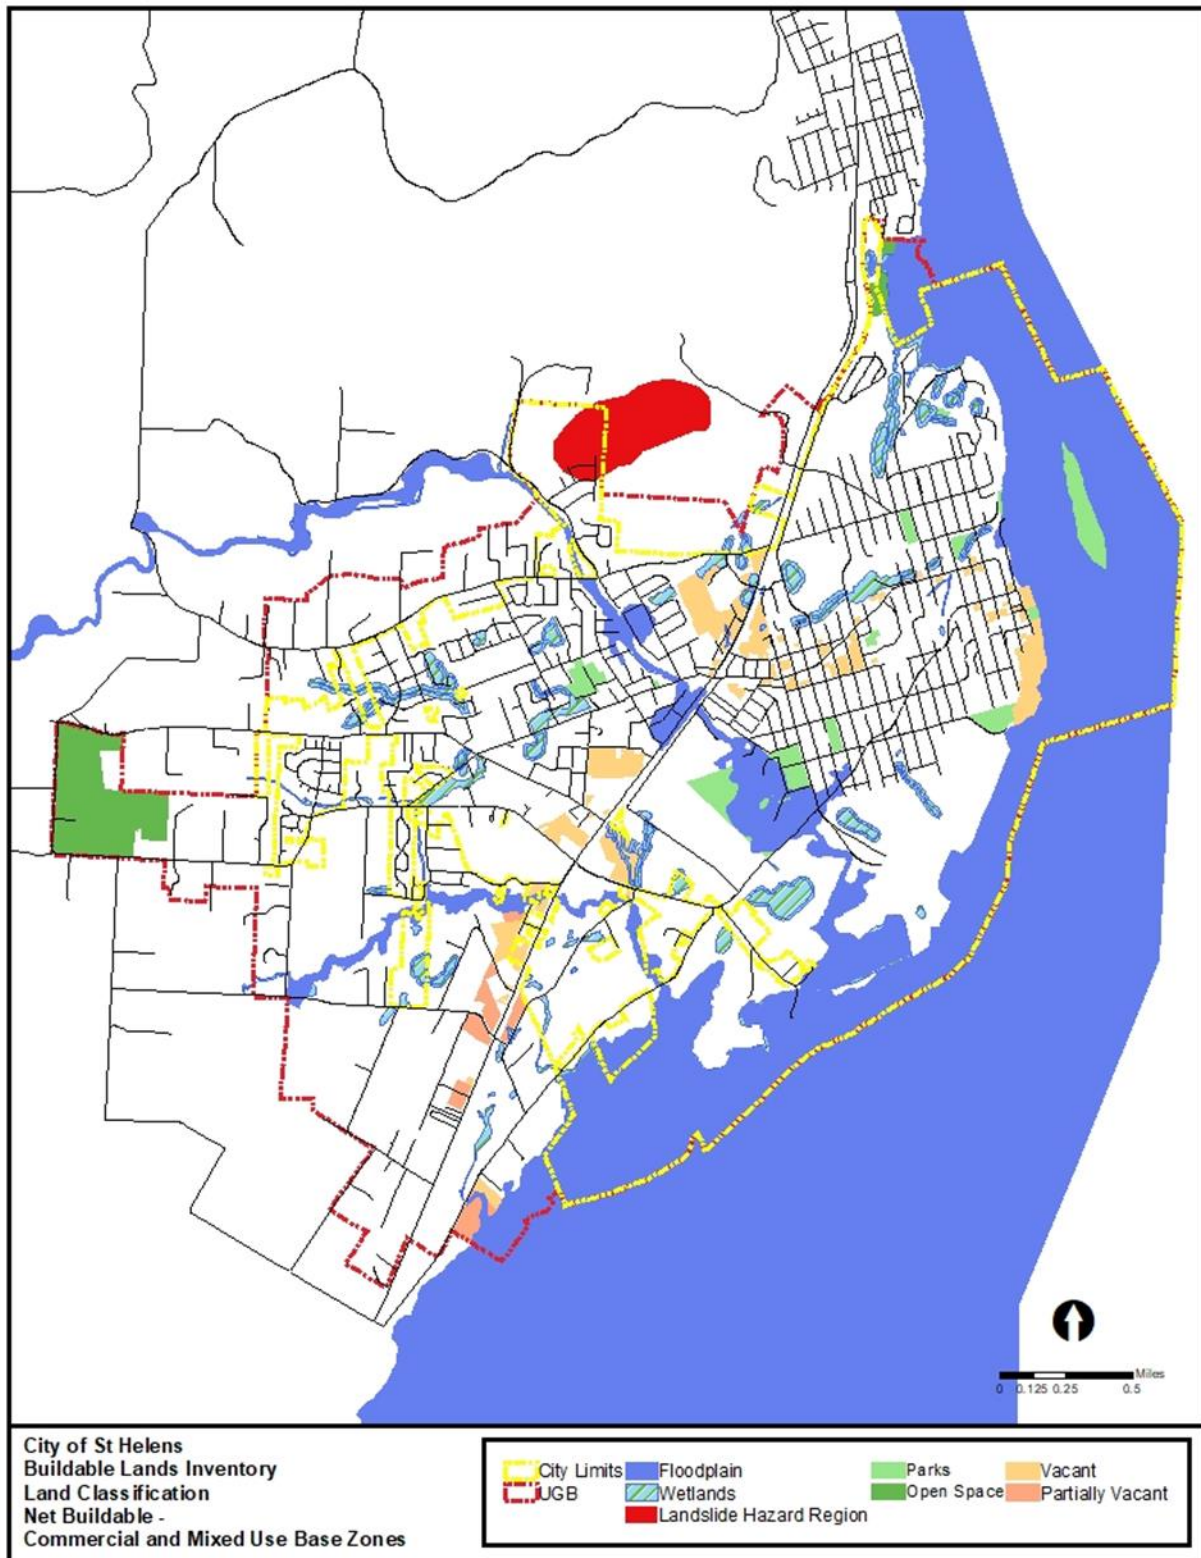 Miles
0 0.125 0.25 0.5
City of St Helens
Buildable Lands Inventory
Land Classification
Net Buildable -
Commercial and Mixed Use Base Zones
City Limits Floodplain Parks Vacant
UGB Wetlands Open Space Partially Vacant
Landslide Hazard Region